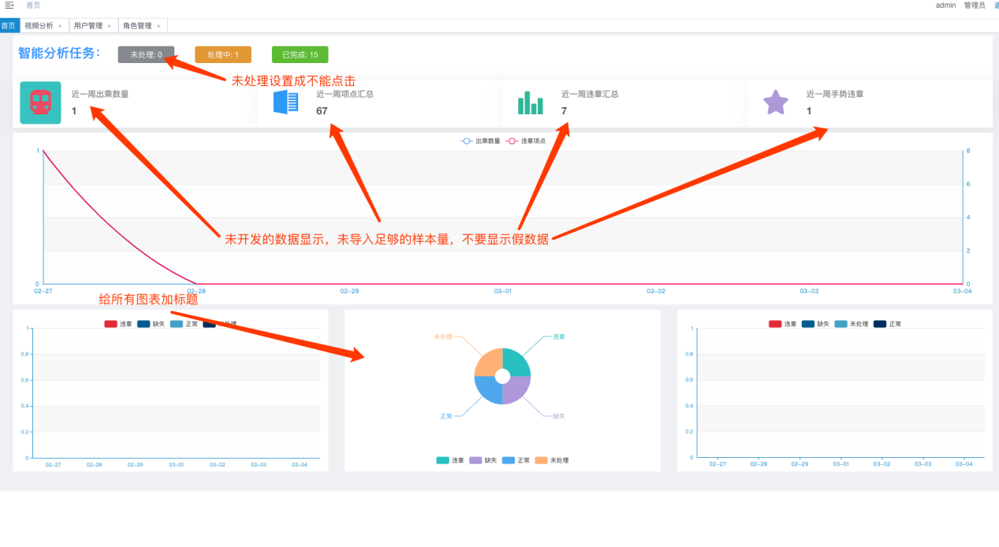 首页
admin 管理员
首页 视频分析 × 用户管理 × 角色管理 ×
智能分析任务：
未处理: 0
处理中: 1
已完成: 15
未处理设置成不能点击
近一周出乘数量
1
近一周项点汇总
67
近一周违章汇总
7
近一周手势违章
1
出乘数量 违章项点
1
0
8
6
4
2
0
02-27 02-28 02-29 03-01 03-02 03-03 03-04
未开发的数据显示，未导入足够的样本量，不要显示假数据
给所有图表加标题
违章 缺失 正常 未处理
1
0.8
0.6
0.4
0.2
0
02-27 02-28 02-29 03-01 03-02 03-03 03-04
未处理
违章
正常
缺失
违章 缺失 正常 未处理
违章 缺失 未处理 正常
1
0.8
0.6
0.4
0.2
0
02-27 02-28 02-29 03-01 03-02 03-03 03-04